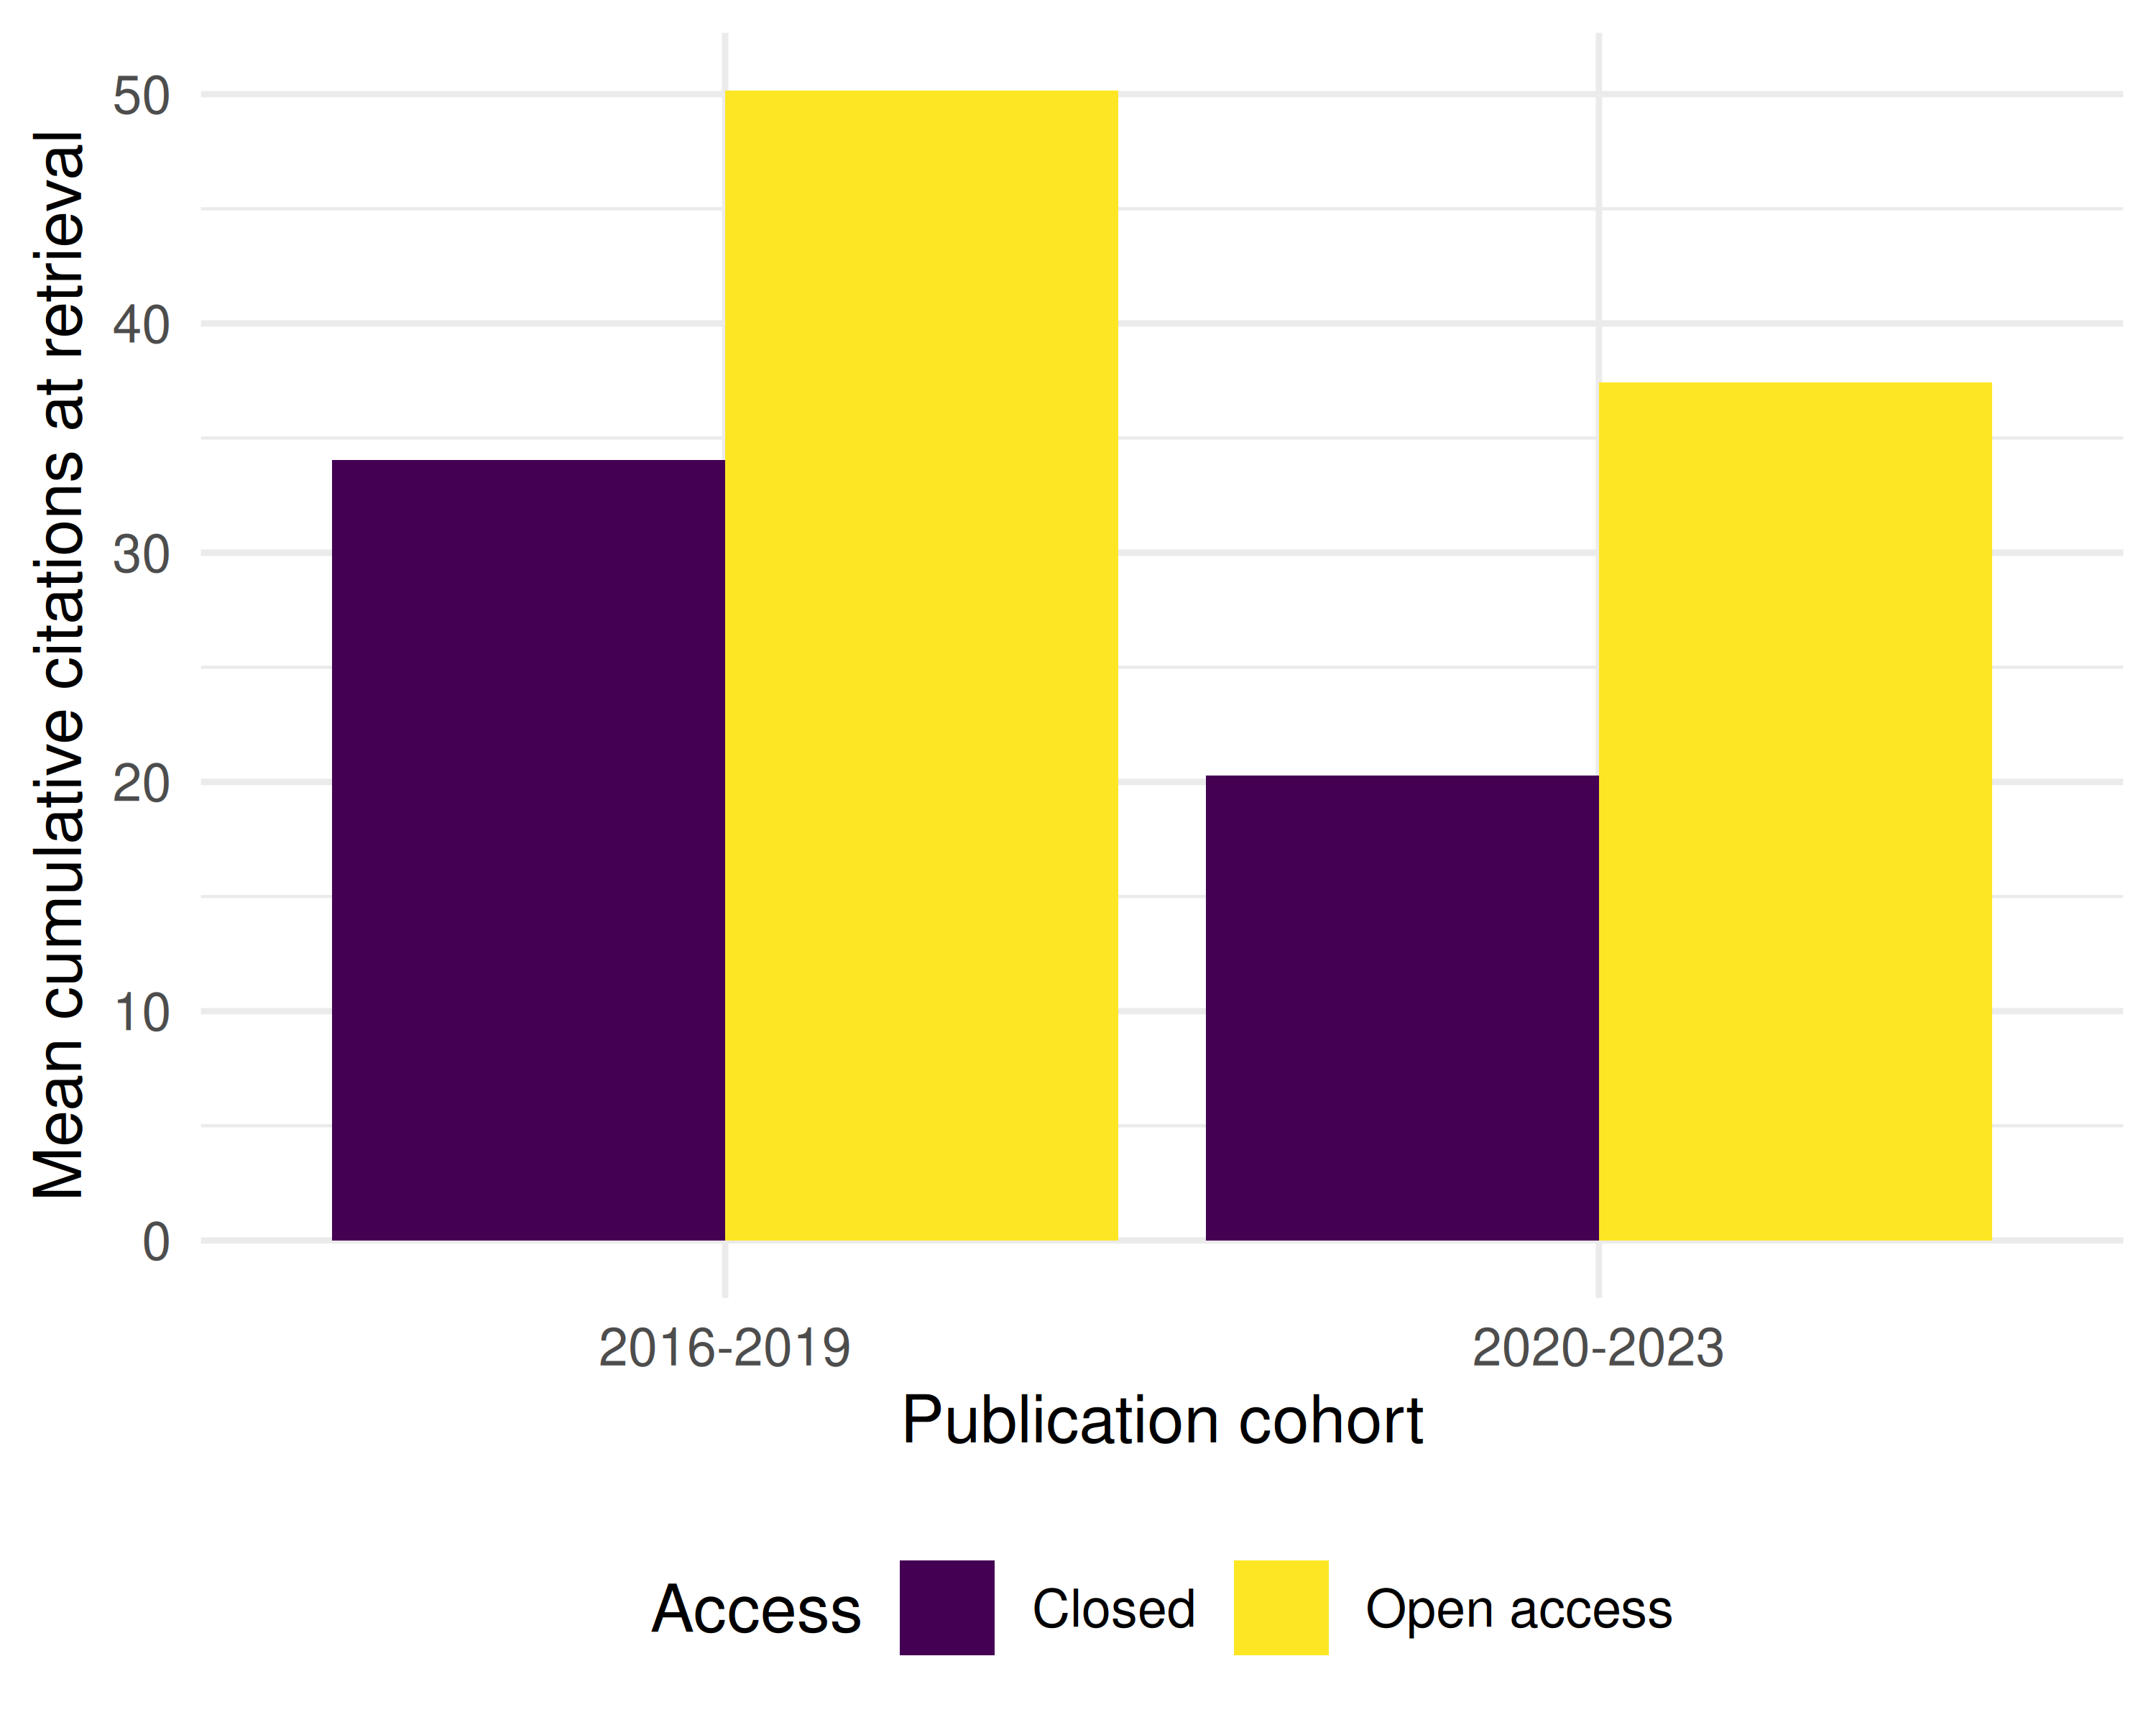 Mean cumulative citations at retrieval
50
40
30
20
10
0
2016-2019 2020-2023
Publication cohort
Access Closed Open access